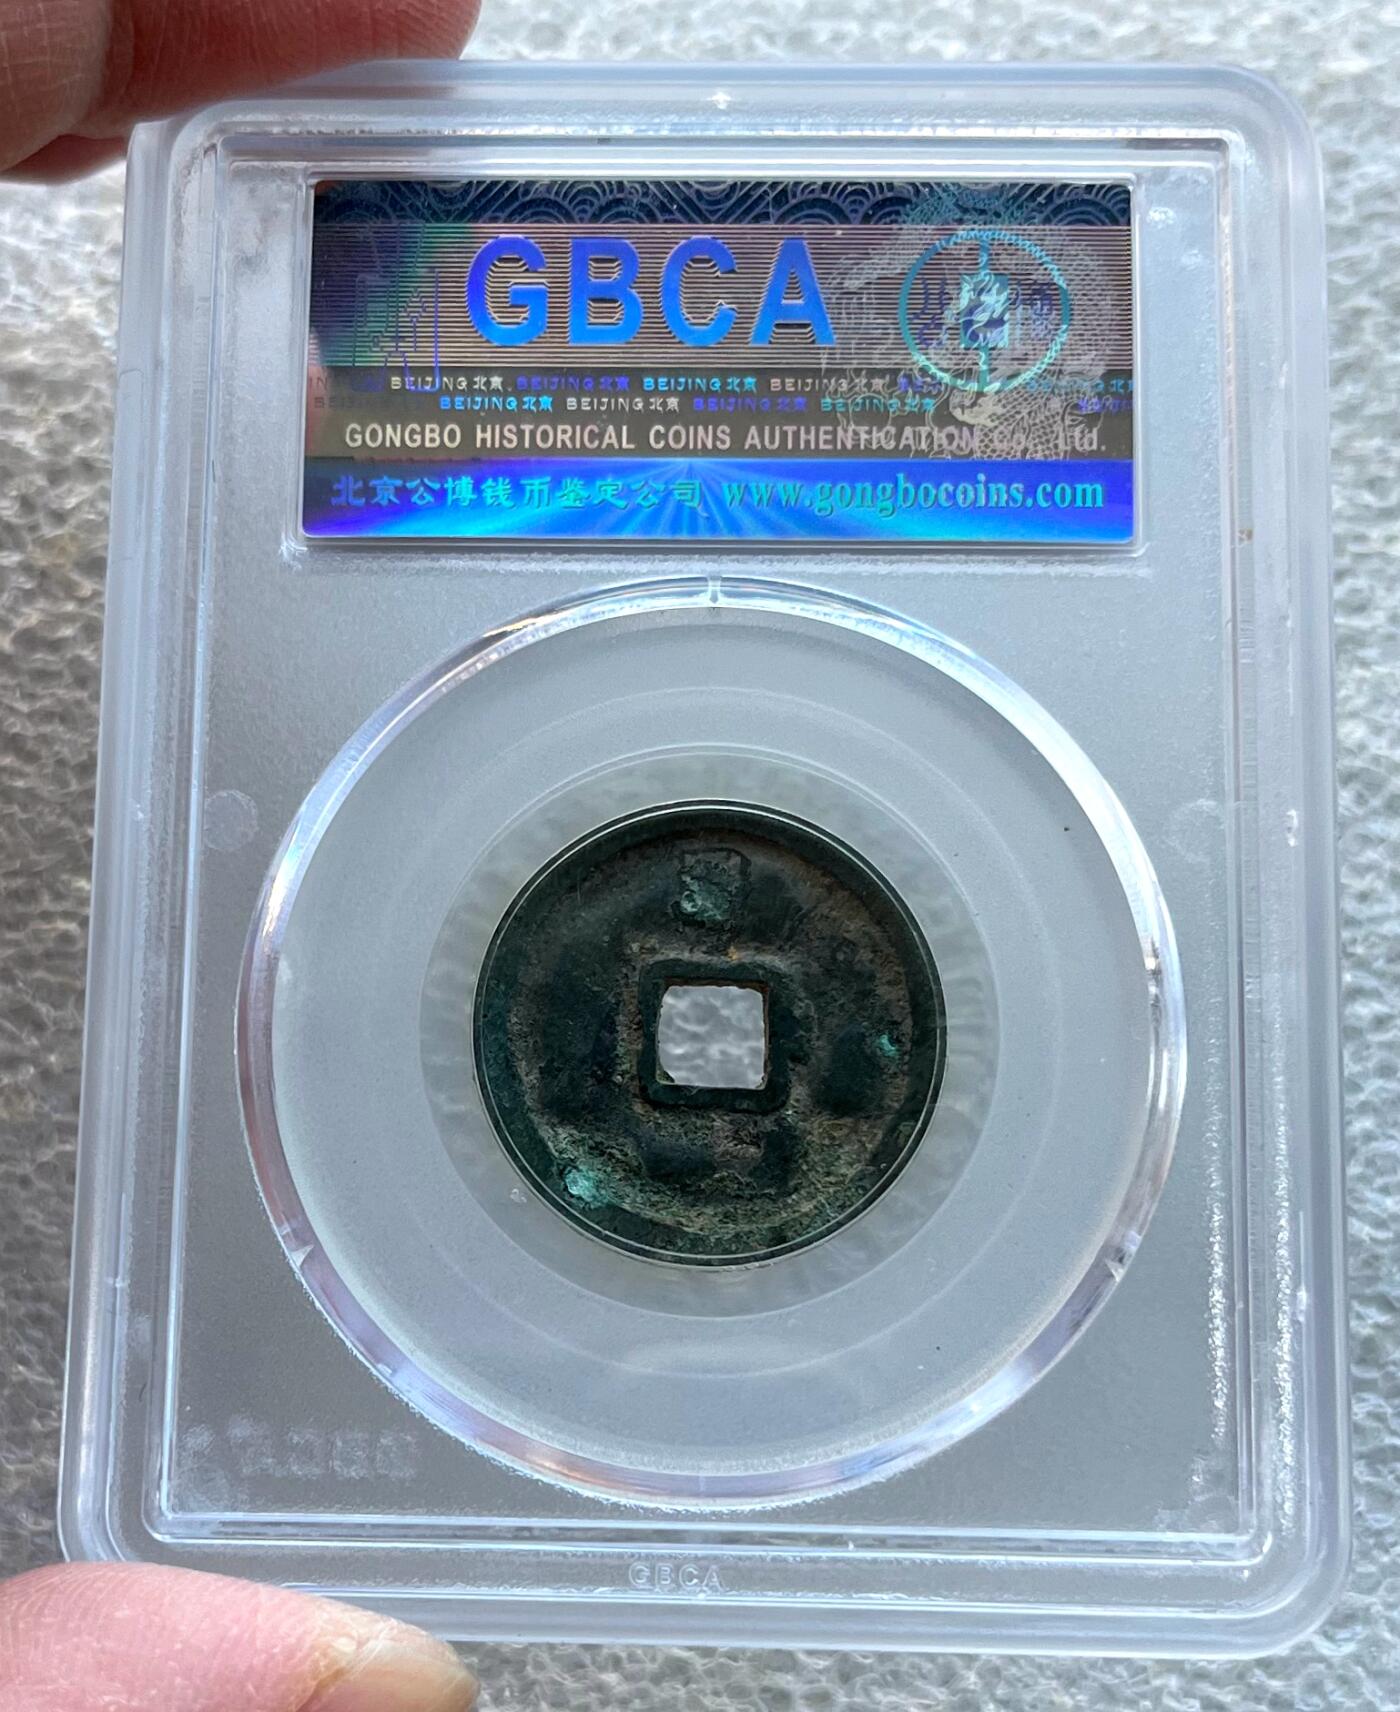 GBCA
BEIJING北京 BEIJING北京 BEIJING北京 BEIJING北京
BEIJING北京 BEIJING北京 BEIJING北京 BEIJING北京
GONGBO HISTORICAL COINS AUTHENTICATION Co., Ltd.
北京公博钱币鉴定公司 www.gongbocoins.com
GBCA